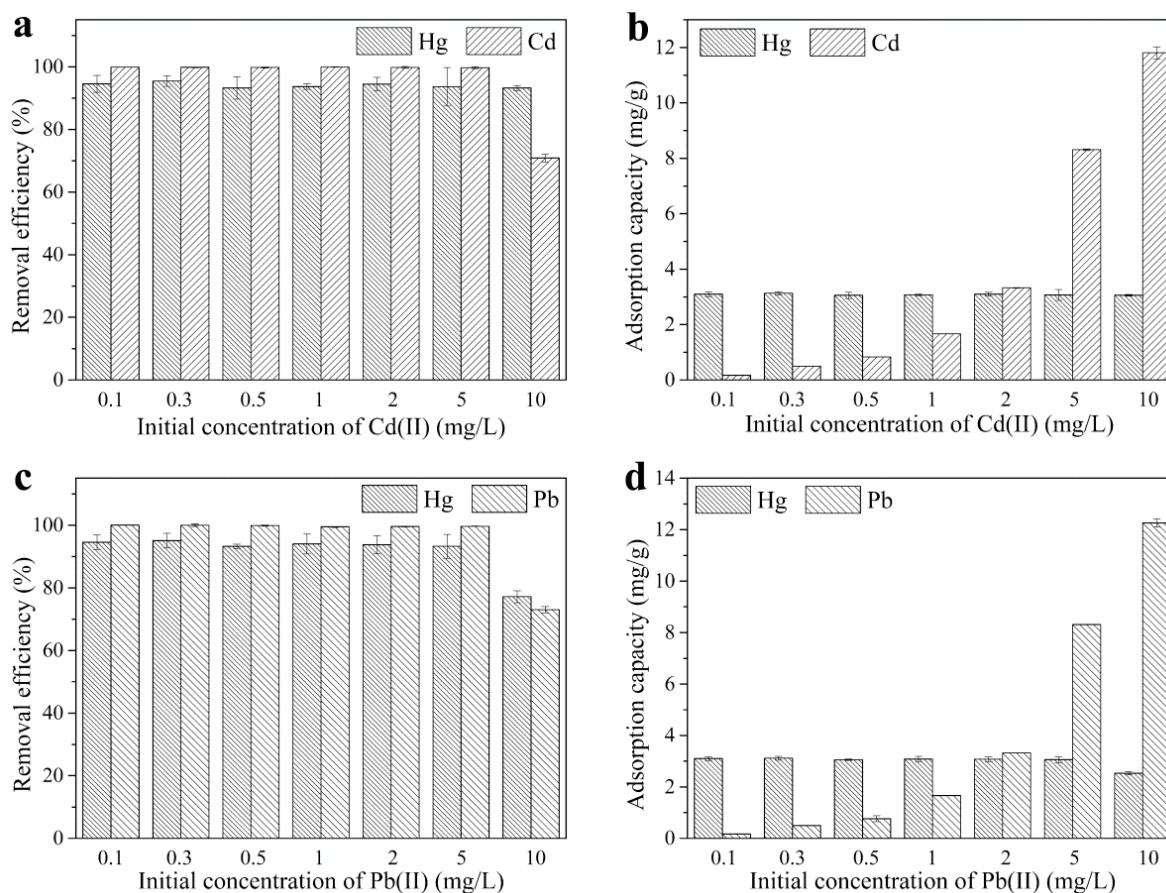 a
Hg Cd
Removal efficiency (%)
100
80
60
40
20
0
0.1 0.3 0.5 1 2 5 10
Initial concentration of Cd(II) (mg/L)
b
Hg Cd
Adsorption capacity (mg/g)
12
10
8
6
4
2
0
0.1 0.3 0.5 1 2 5 10
Initial concentration of Cd(II) (mg/L)
c
Hg Pb
Removal efficiency (%)
100
80
60
40
20
0
0.1 0.3 0.5 1 2 5 10
Initial concentration of Pb(II) (mg/L)
d
Hg Pb
Adsorption capacity (mg/g)
14
12
10
8
6
4
2
0
0.1 0.3 0.5 1 2 5 10
Initial concentration of Pb(II) (mg/L)